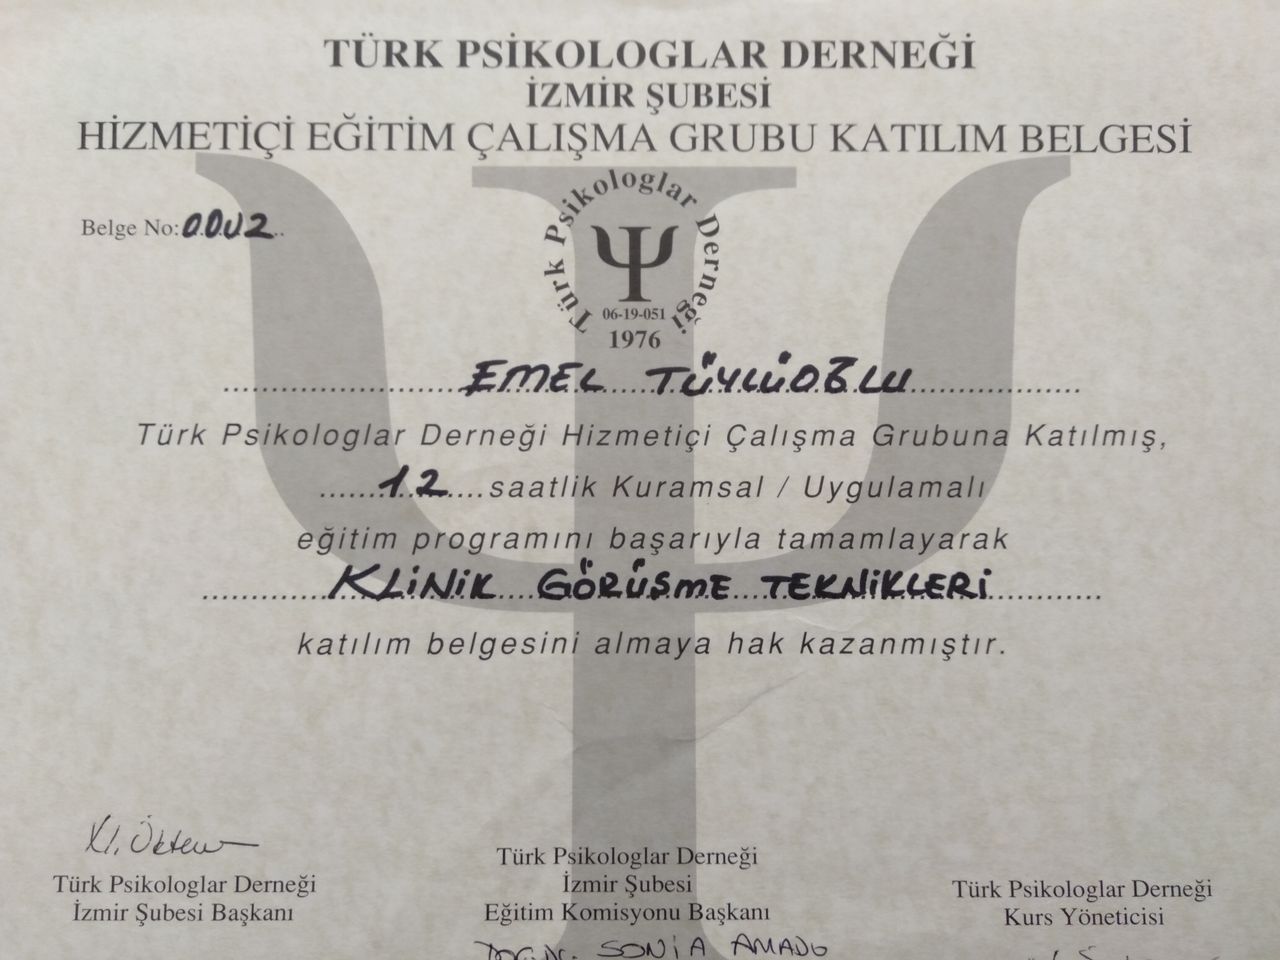 TÜRK PSİKOLOGLAR DERNEĞİ
İZMİR ŞUBESİ
HİZMETİÇİ EĞİTİM ÇALIŞMA GRUBU KATILIM BELGESİ
Türk Psikologlar Derneği
06-19-051
1976
Belge No:0002
EMEL TÜYLÜOĞLU
Türk Psikologlar Derneği Hizmetiçi Çalışma Grubuna Katılmış,
12 saatlik Kuramsal / Uygulamalı
eğitim programını başarıyla tamamlayarak
KLİNİK GÖRÜŞME TEKNİKLERİ
katılım belgesini almaya hak kazanmıştır.
Türk Psikologlar Derneği
İzmir Şubesi Başkanı
Türk Psikologlar Derneği
İzmir Şubesi
Eğitim Komisyonu Başkanı
SONİA AMADO
Türk Psikologlar Derneği
Kurs Yöneticisi